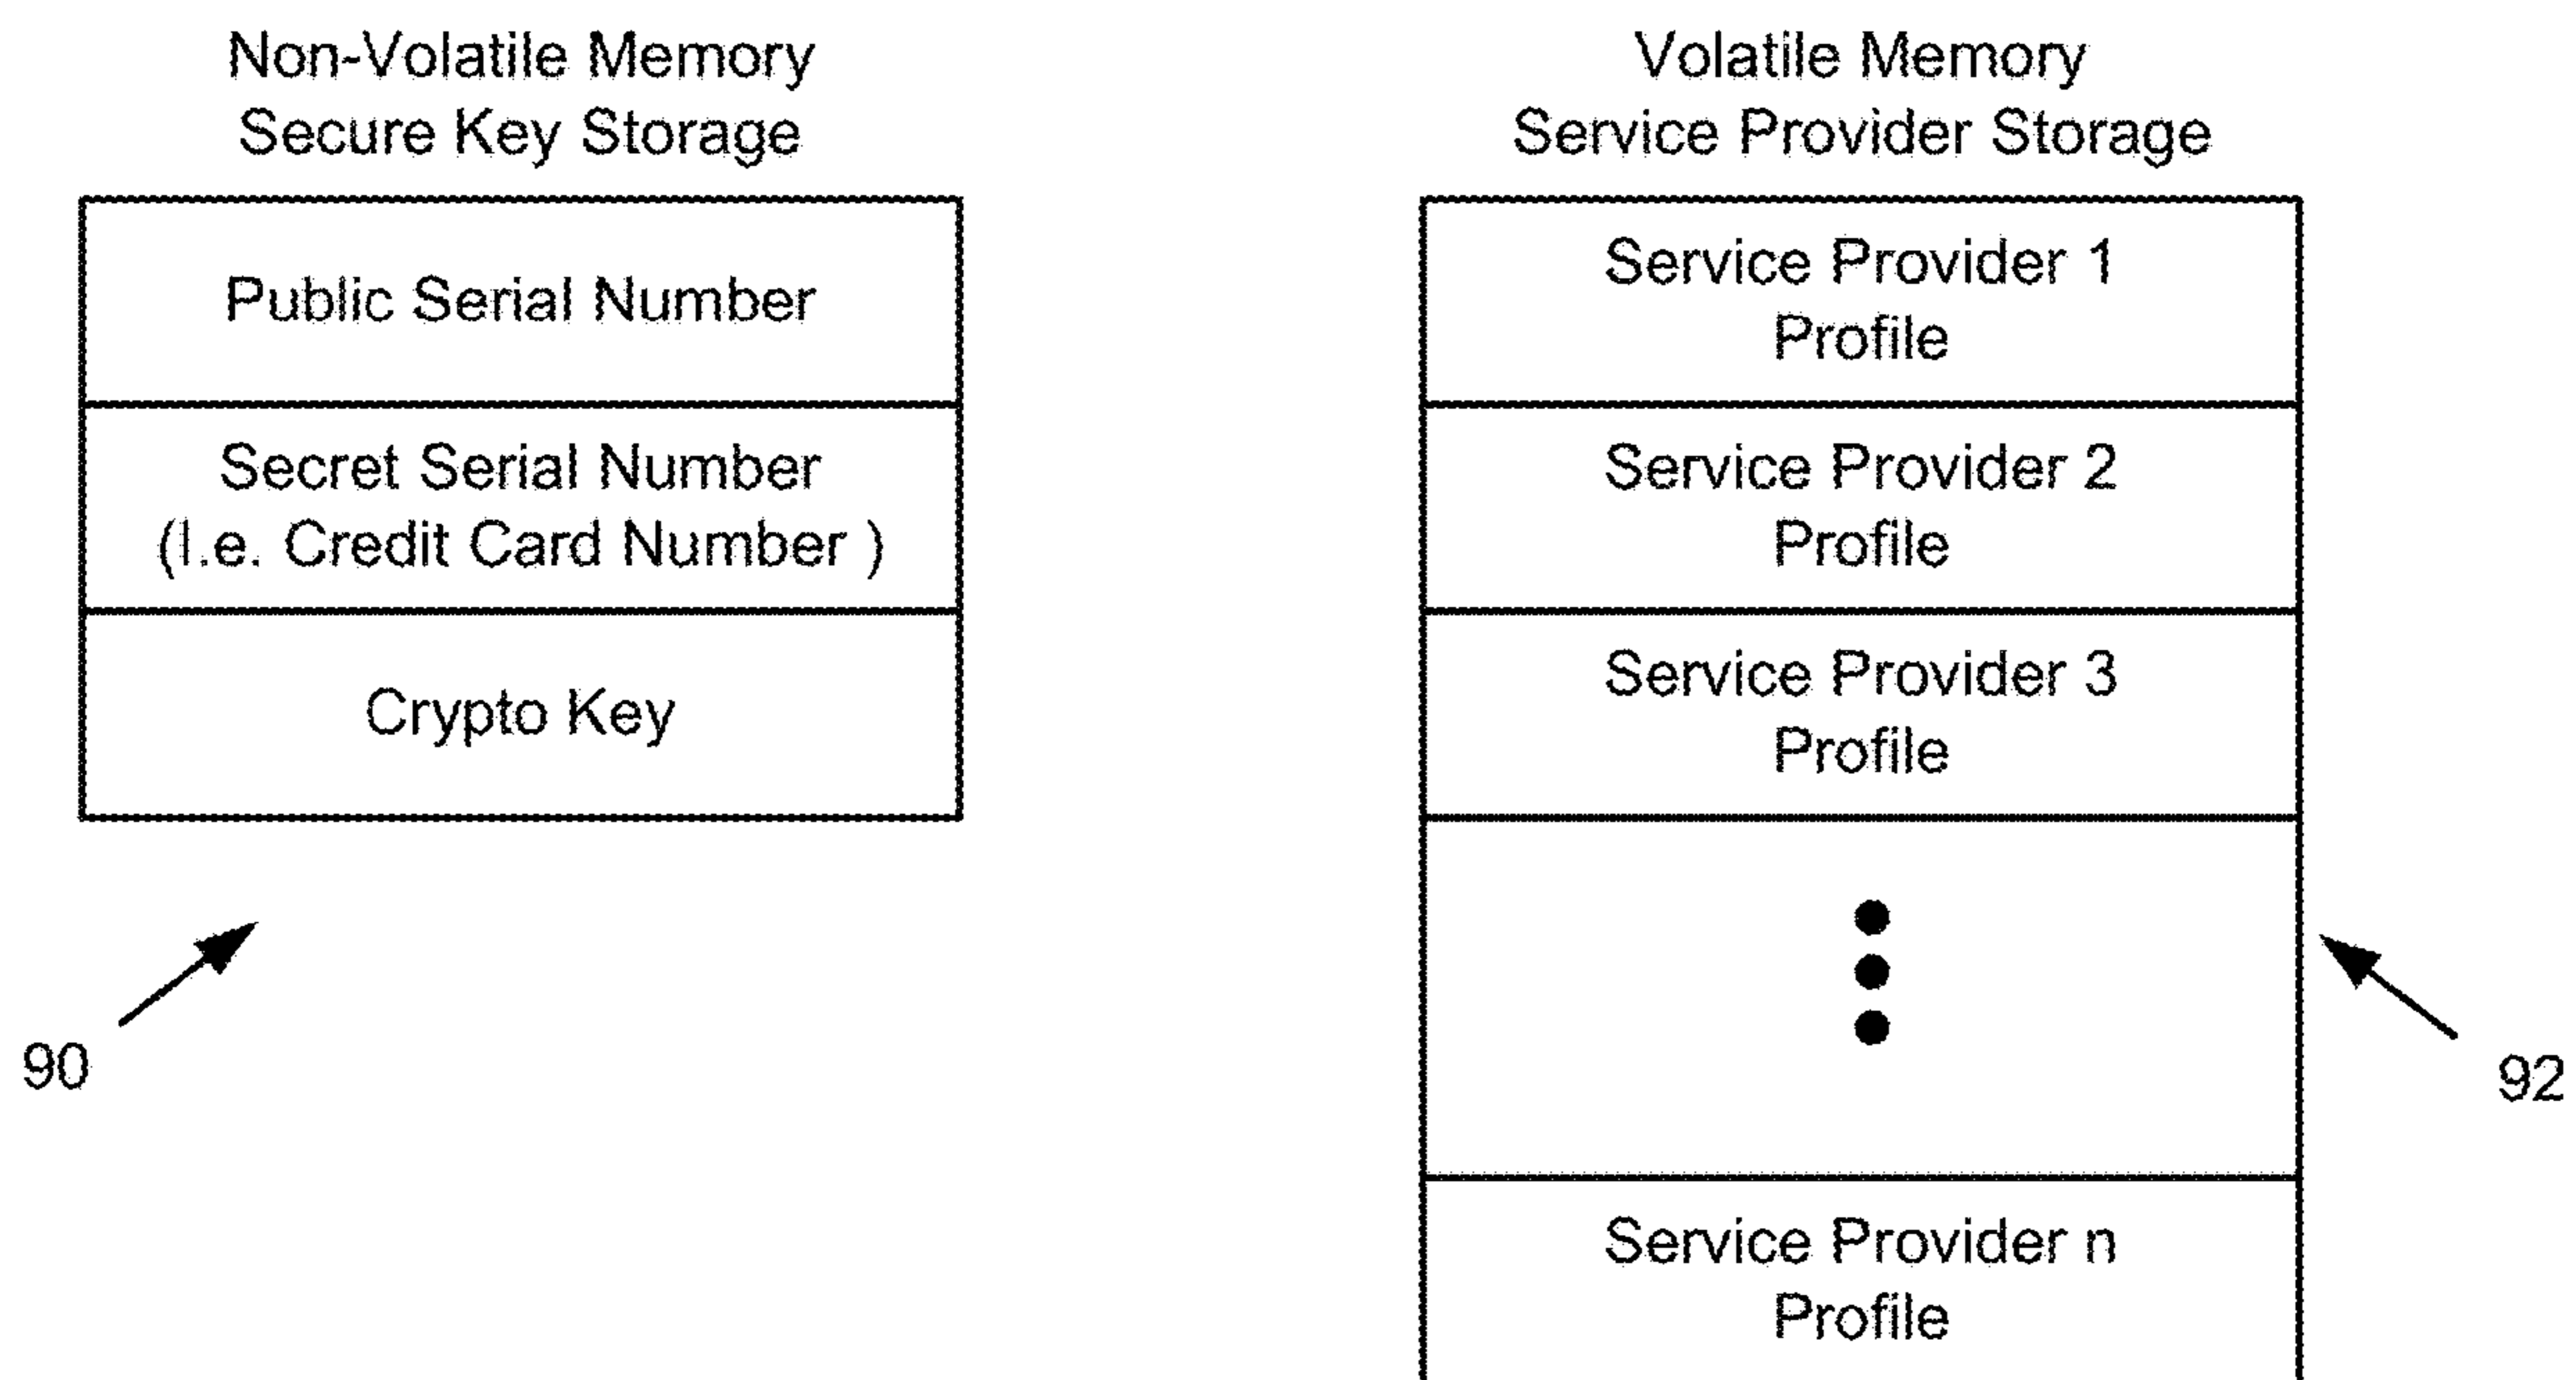 Non-Volatile Memory
Secure Key Storage
Public Serial Number
Secret Serial Number
(I.e. Credit Card Number )
Crypto Key
90
Volatile Memory
Service Provider Storage
Service Provider 1
Profile
Service Provider 2
Profile
Service Provider 3
Profile
Service Provider n
Profile
92